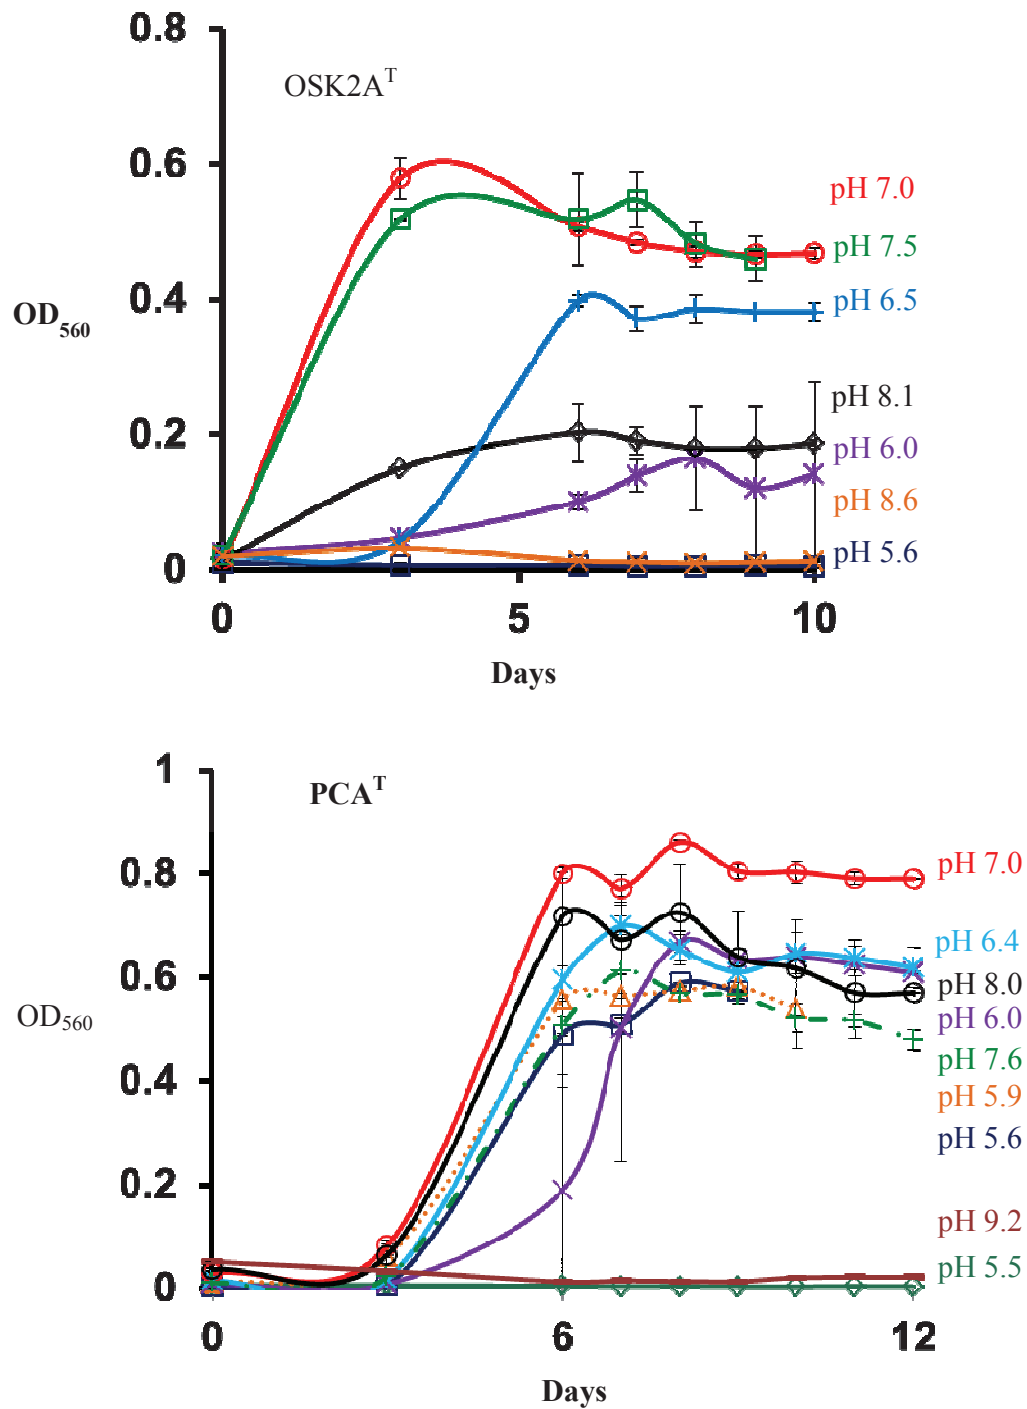 0.8
OSK2Aᵀ
0.6
pH 7.0
pH 7.5
0.4
pH 6.5
OD₅₆₀
pH 8.1
0.2
pH 6.0
pH 8.6
0
pH 5.6
0 5 10
Days
1
PCAᵀ
0.8
pH 7.0
pH 6.4
0.6
pH 8.0
OD₅₆₀
pH 6.0
pH 7.6
0.4
pH 5.9
pH 5.6
0.2
pH 9.2
0
pH 5.5
0 6 12
Days